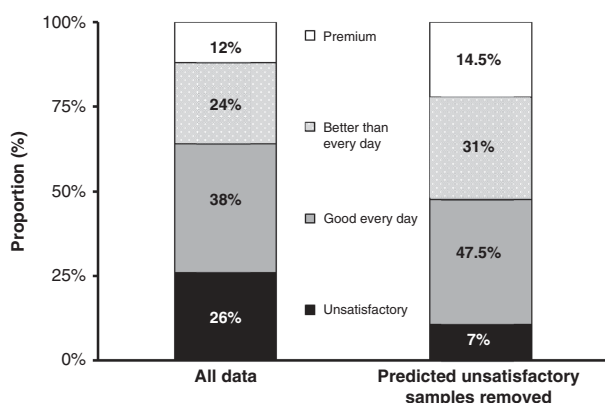 100%
75%
50%
25%
0%
Proportion (%)
12%
24%
38%
26%
Premium
Better than
every day
Good every day
Unsatisfactory
14.5%
31%
47.5%
7%
All data
Predicted unsatisfactory
samples removed